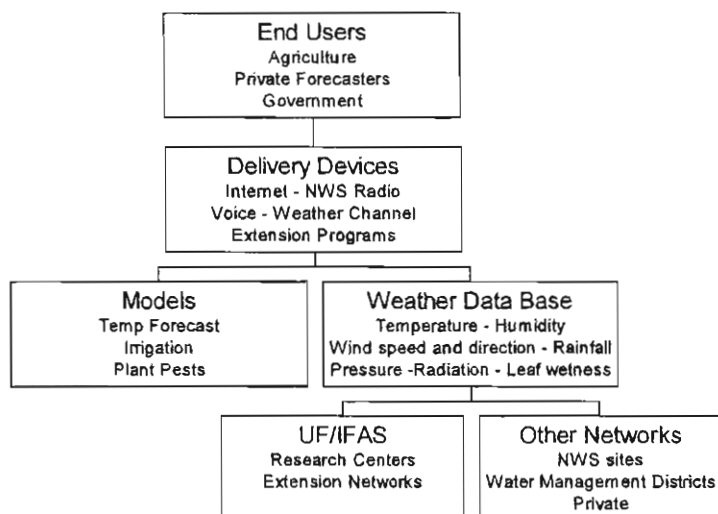 End Users
Agriculture
Private Forecasters
Government
Delivery Devices
Internet - NWS Radio
Voice - Weather Channel
Extension Programs
Models
Temp Forecast
Irrigation
Plant Pests
Weather Data Base
Temperature - Humidity
Wind speed and direction - Rainfall
Pressure -Radiation - Leaf wetness
UF/IFAS
Research Centers
Extension Networks
Other Networks
NWS sites
Water Management Districts
Private